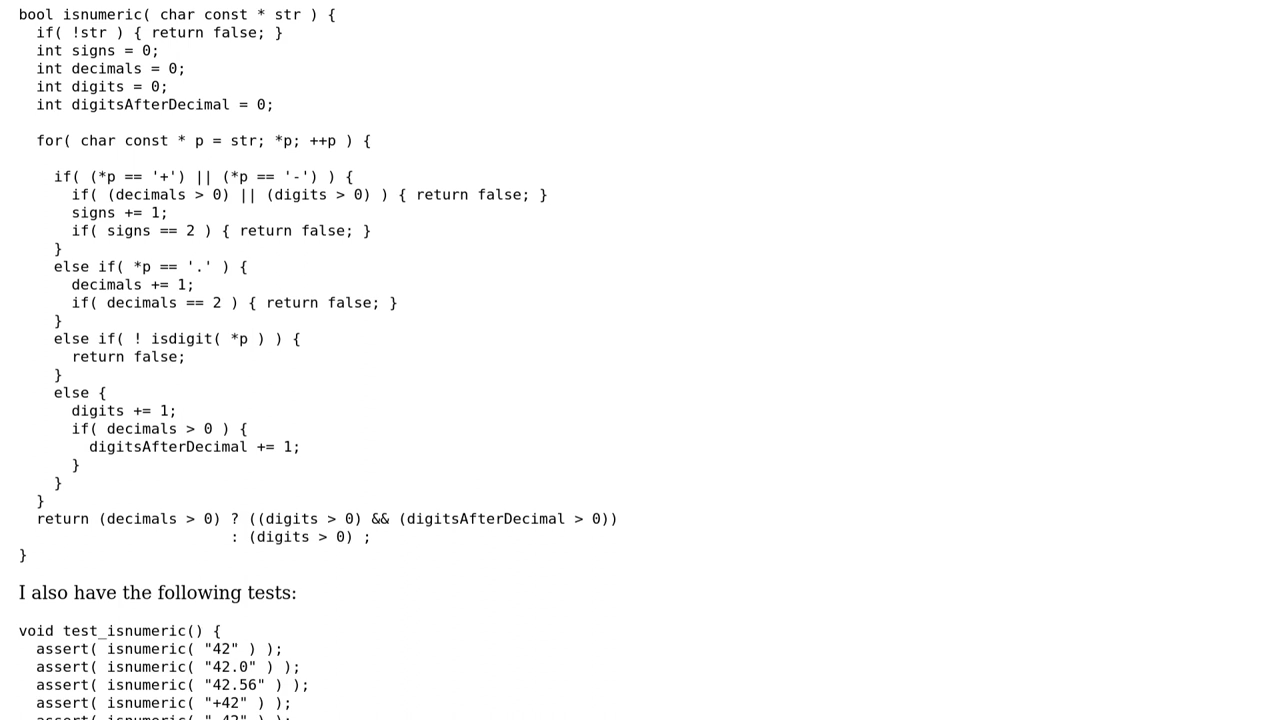 bool isnumeric( char const * str ) {
  if( !str ) { return false; }
  int signs = 0;
  int decimals = 0;
  int digits = 0;
  int digitsAfterDecimal = 0;

  for( char const * p = str; *p; ++p ) {

    if( (*p == '+') || (*p == '-') ) {
      if( (decimals > 0) || (digits > 0) ) { return false; }
      signs += 1;
      if( signs == 2 ) { return false; }
    }
    else if( *p == '.' ) {
      decimals += 1;
      if( decimals == 2 ) { return false; }
    }
    else if( ! isdigit( *p ) ) {
      return false;
    }
    else {
      digits += 1;
      if( decimals > 0 ) {
        digitsAfterDecimal += 1;
      }
    }
  }
  return (decimals > 0) ? ((digits > 0) && (digitsAfterDecimal > 0))
                        : (digits > 0) ;
}
I also have the following tests:
void test_isnumeric() {
  assert( isnumeric( "42" ) );
  assert( isnumeric( "42.0" ) );
  assert( isnumeric( "42.56" ) );
  assert( isnumeric( "+42" ) );